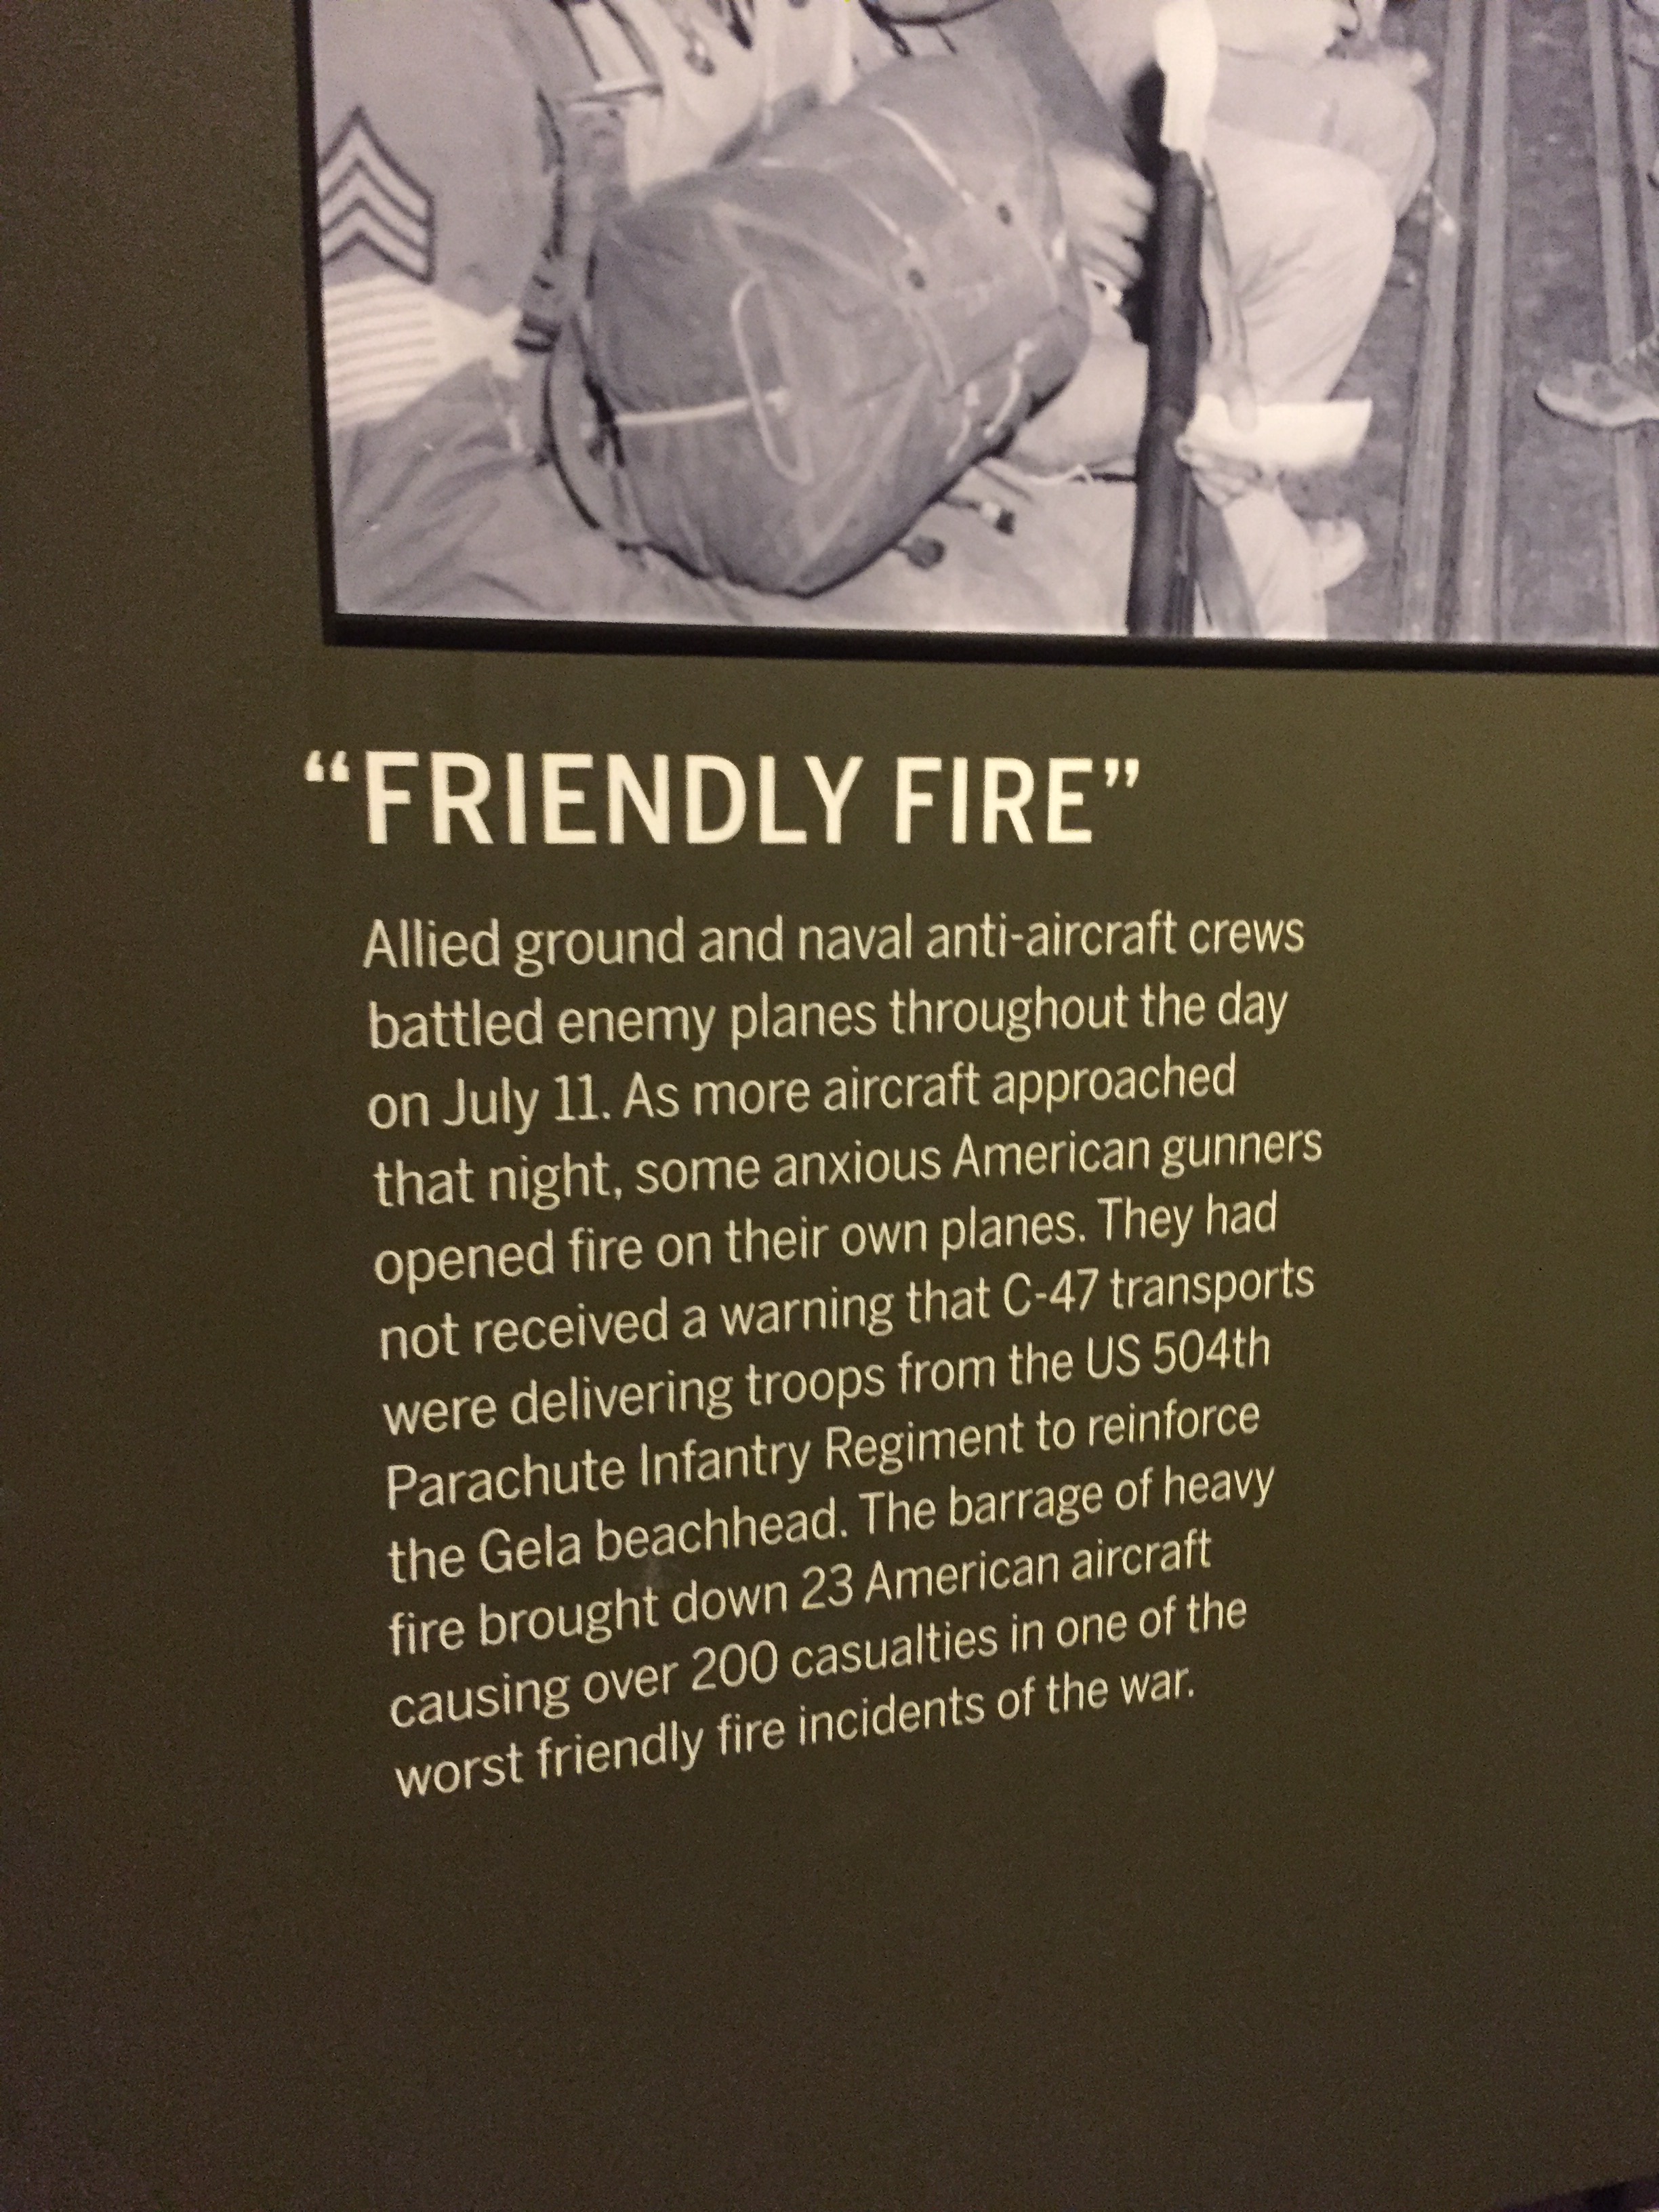 “FRIENDLY FIRE”
Allied ground and naval anti-aircraft crews
battled enemy planes throughout the day
on July 11. As more aircraft approached
that night, some anxious American gunners
opened fire on their own planes. They had
not received a warning that C-47 transports
were delivering troops from the US 504th
Parachute Infantry Regiment to reinforce
the Gela beachhead. The barrage of heavy
fire brought down 23 American aircraft
causing over 200 casualties in one of the
worst friendly fire incidents of the war.